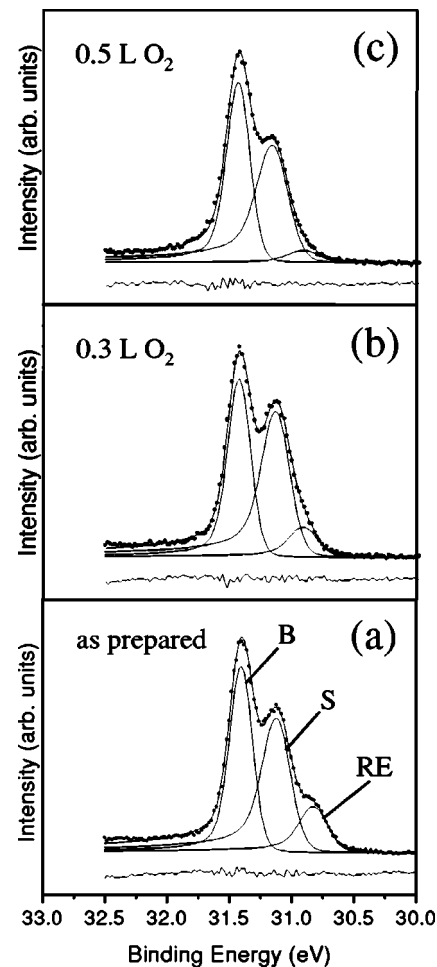 0.5 L O₂
(c)
Intensity (arb. units)
0.3 L O₂
(b)
Intensity (arb. units)
as prepared
(a)
B
S
RE
Intensity (arb. units)
33.0 32.5 32.0 31.5 31.0 30.5 30.0
Binding Energy (eV)